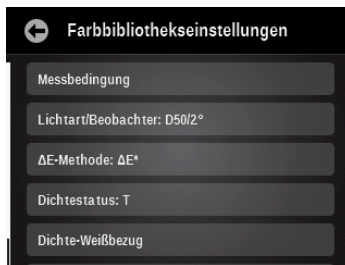 Farbbibliothekseinstellungen
Messbedingung
Lichtart/Beobachter: D50/2°
ΔE-Methode: ΔE*
Dichtestatus: T
Dichte-Weißbezug